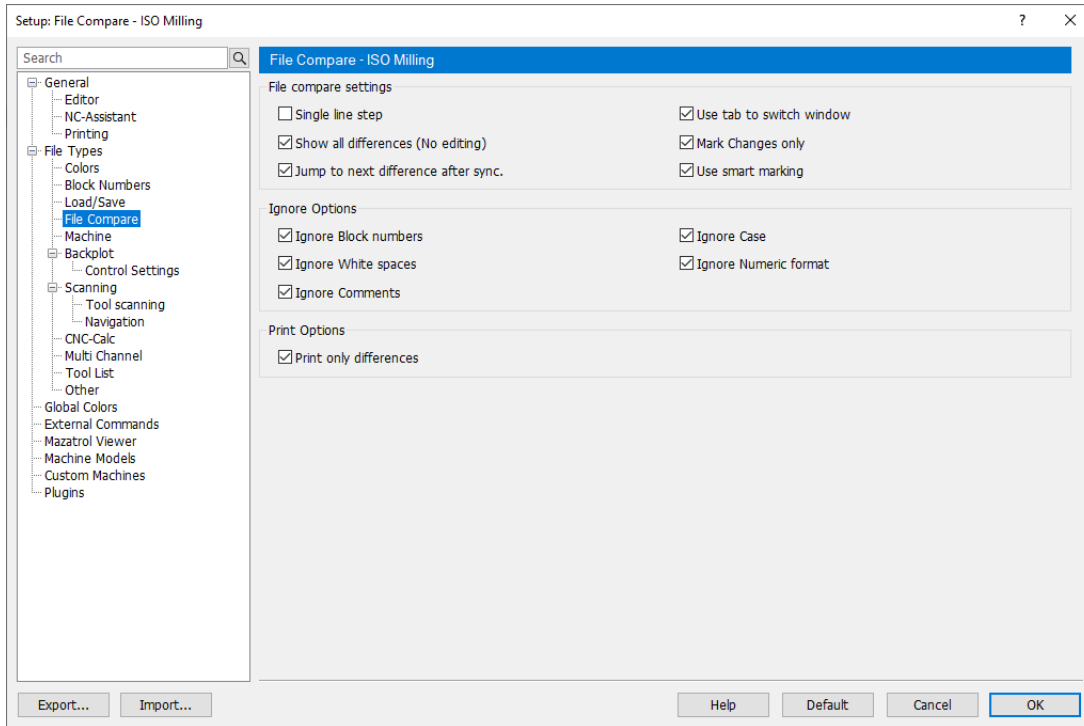 Setup: File Compare - ISO Milling
?
Search
General
Editor
NC-Assistant
Printing
File Types
Colors
Block Numbers
Load/Save
File Compare
Machine
Backplot
Control Settings
Scanning
Tool scanning
Navigation
CNC-Calc
Multi Channel
Tool List
Other
Global Colors
External Commands
Mazatrol Viewer
Machine Models
Custom Machines
Plugins
File Compare - ISO Milling
File compare settings
Single line step
Use tab to switch window
Show all differences (No editing)
Mark Changes only
Jump to next difference after sync.
Use smart marking
Ignore Options
Ignore Block numbers
Ignore Case
Ignore White spaces
Ignore Numeric format
Ignore Comments
Print Options
Print only differences
Export... Import... Help Default Cancel OK